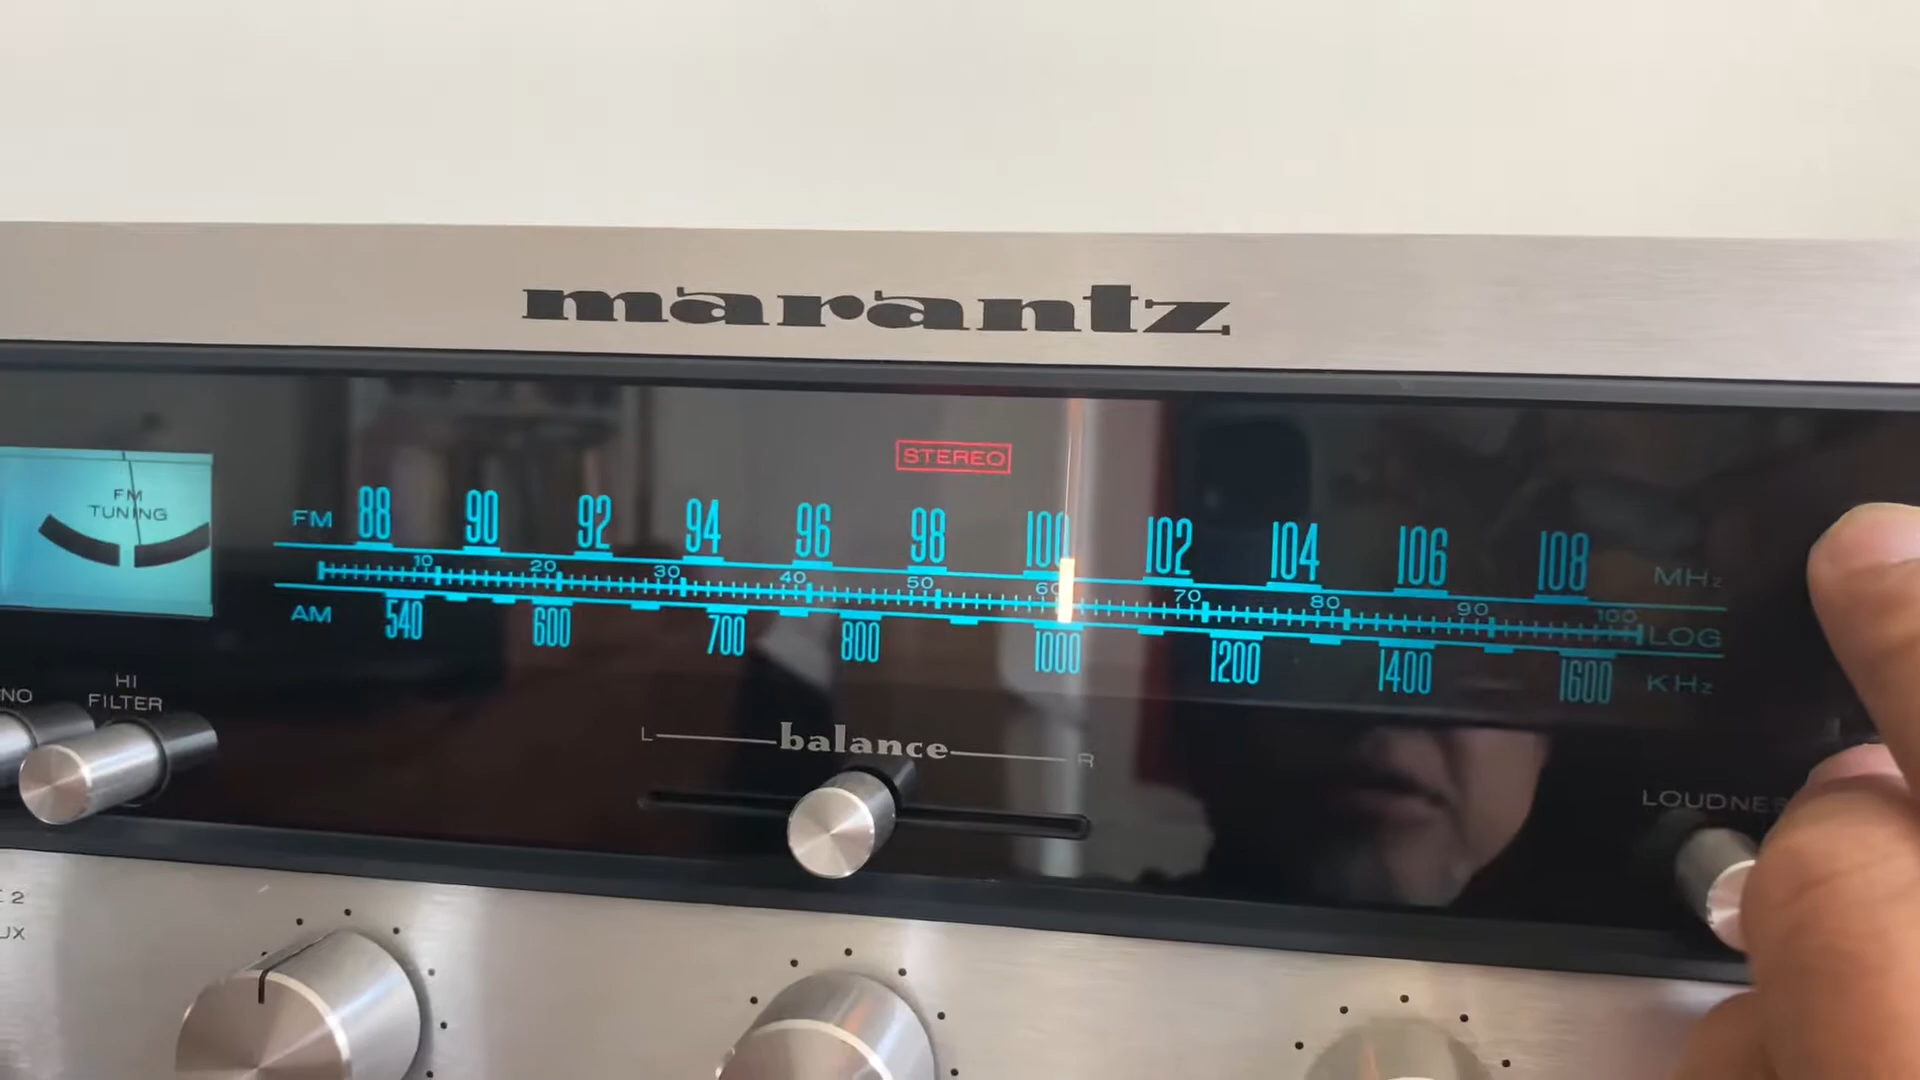 marantz
STEREO
FM TUNING
FM 88 90 92 94 96 98 100 102 104 106 108 MHz
10 20 30 40 50 60 70 80 90 100 LOG
AM 540 600 700 800 1000 1200 1400 1600 KHz
HI
FILTER
L balance R
2